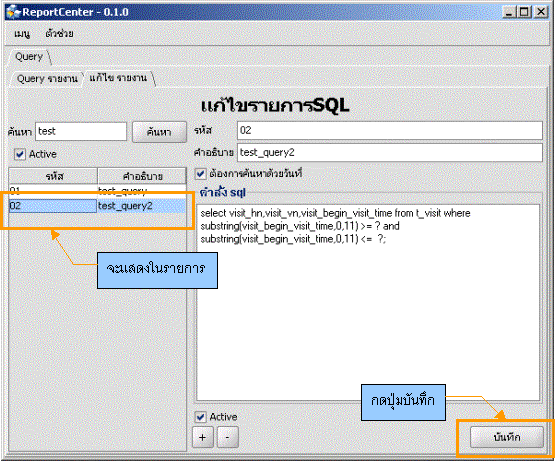 ReportCenter - 0.1.0
เมนู ตัวช่วย
Query
Query รายงาน แก้ไข รายงาน
แก้ไขรายการSQL
ค้นหา test ค้นหา
รหัส 02
คำอธิบาย test_query2
Active
ต้องการค้นหาด้วยวันที่
รหัส คำอธิบาย
01 test_query
02 test_query2
คำสั่ง sql
select visit_hn,visit_vn,visit_begin_visit_time from t_visit where
substring(visit_begin_visit_time,0,11) >= ? and
substring(visit_begin_visit_time,0,11) <= ?;
จะแสดงในรายการ
กดปุ่มบันทึก
Active
+ -
บันทึก